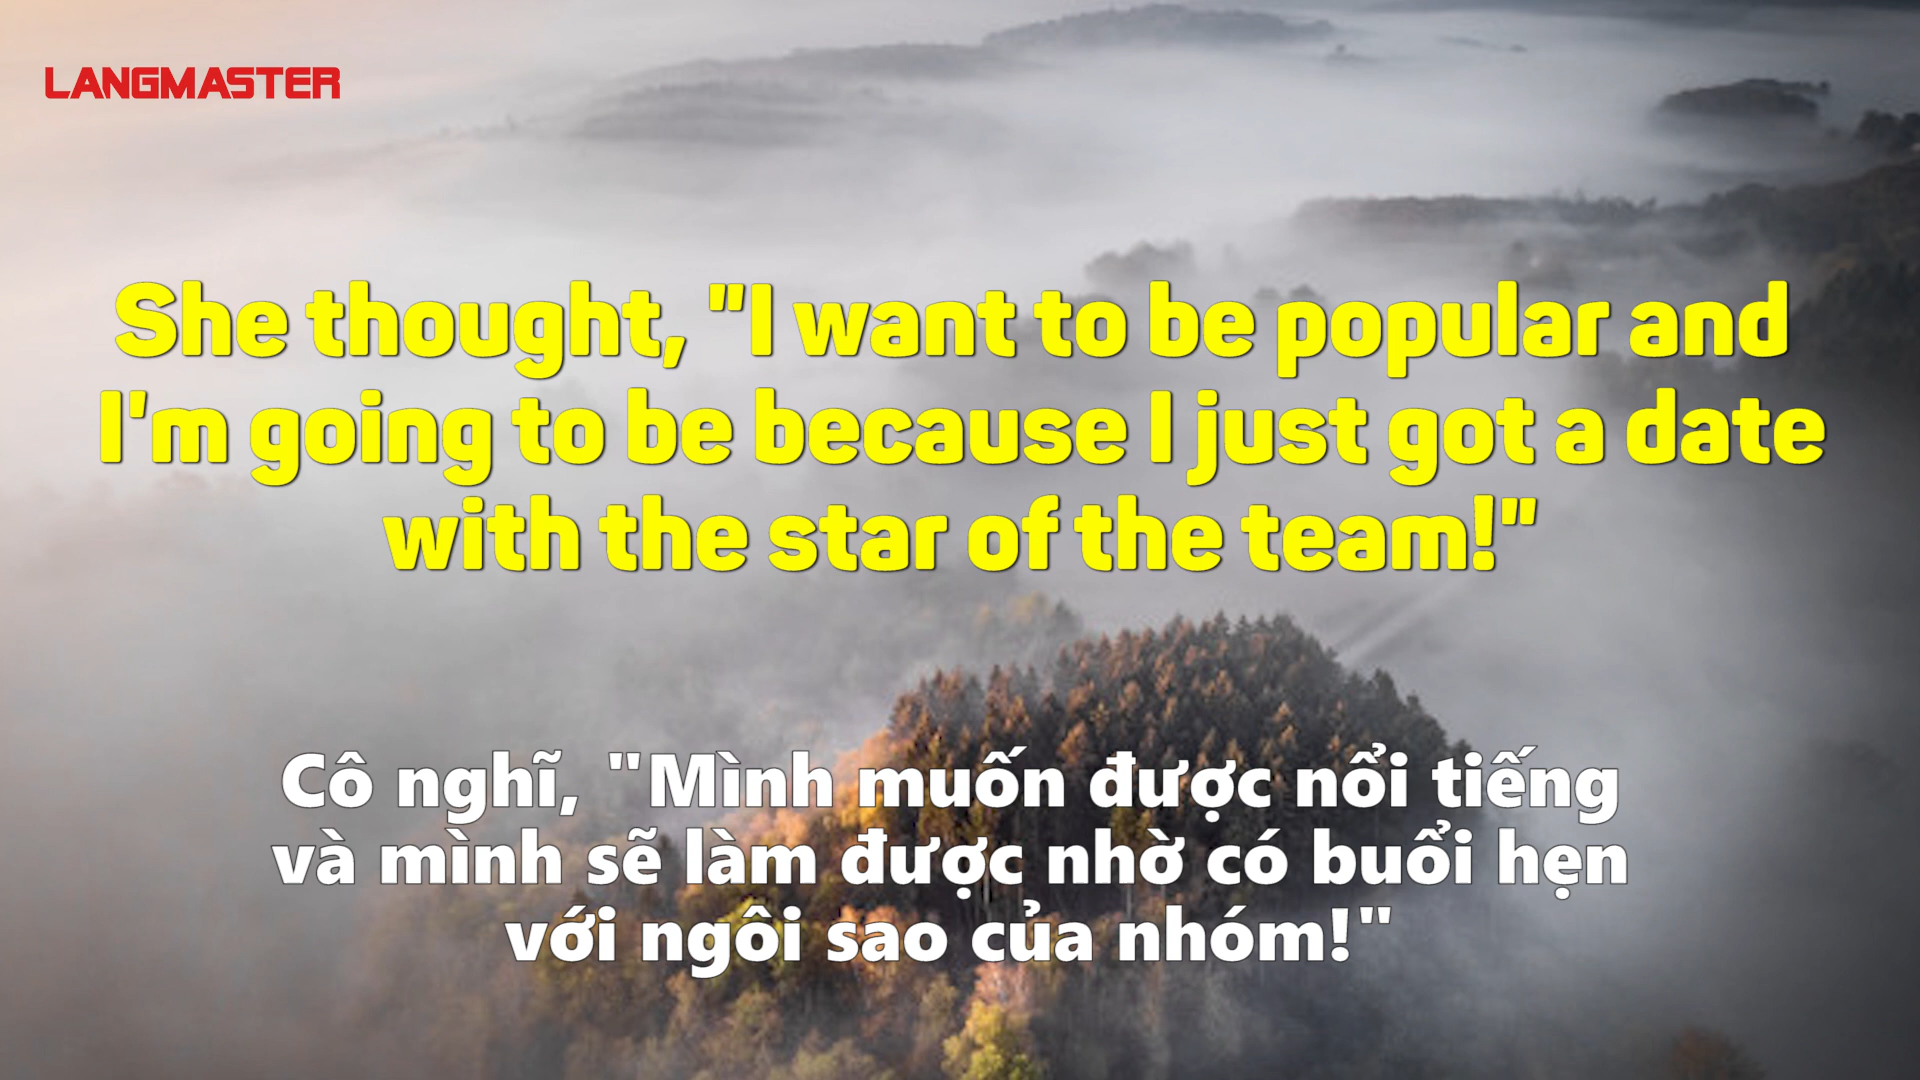 LANGMASTER
She thought, "I want to be popular and
I'm going to be because I just got a date
with the star of the team!"
Cô nghĩ, "Mình muốn được nổi tiếng
và mình sẽ làm được nhờ có buổi hẹn
với ngôi sao của nhóm!"